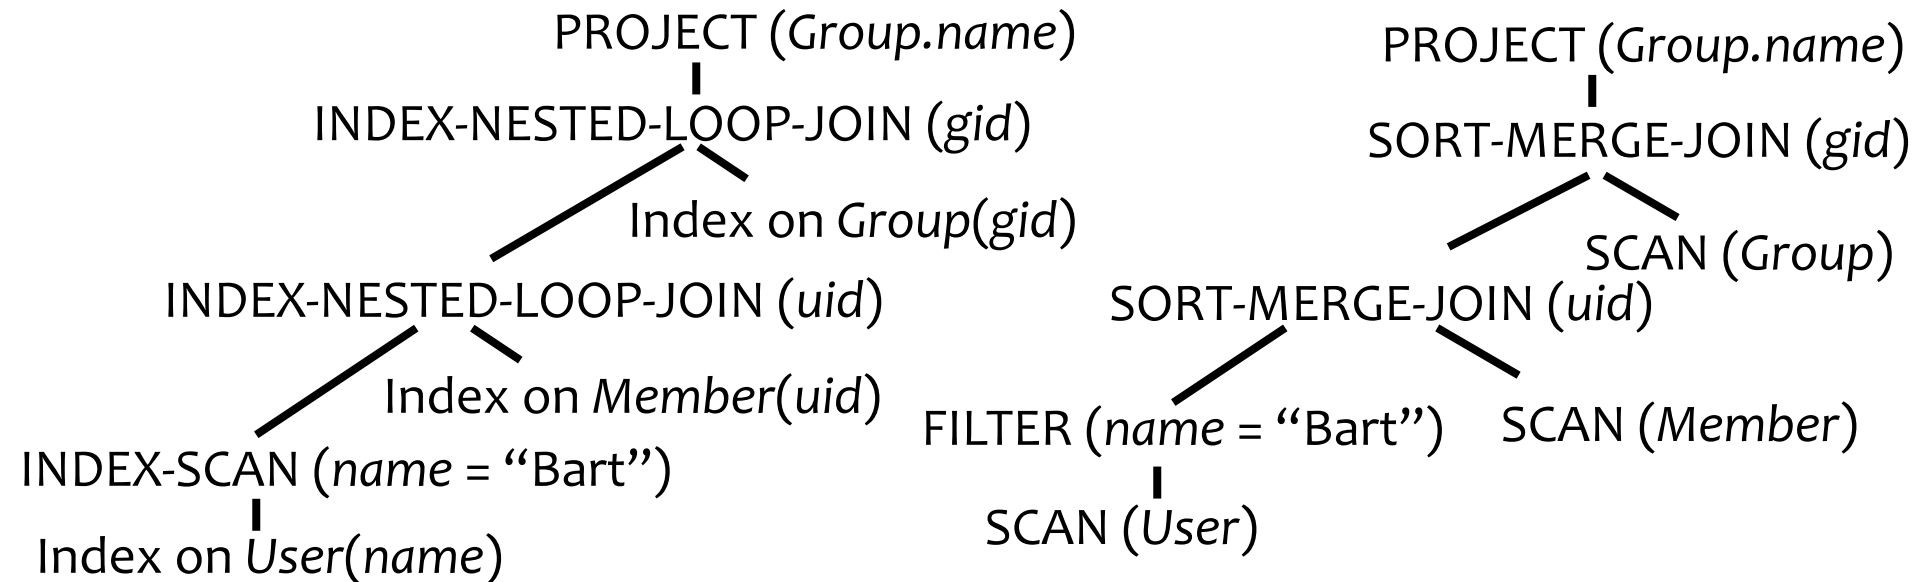 PROJECT (Group.name)
INDEX-NESTED-LOOP-JOIN (gid)
Index on Group(gid)
INDEX-NESTED-LOOP-JOIN (uid)
Index on Member(uid)
INDEX-SCAN (name = “Bart”)
Index on User(name)
PROJECT (Group.name)
SORT-MERGE-JOIN (gid)
SCAN (Group)
SORT-MERGE-JOIN (uid)
FILTER (name = “Bart”)
SCAN (Member)
SCAN (User)